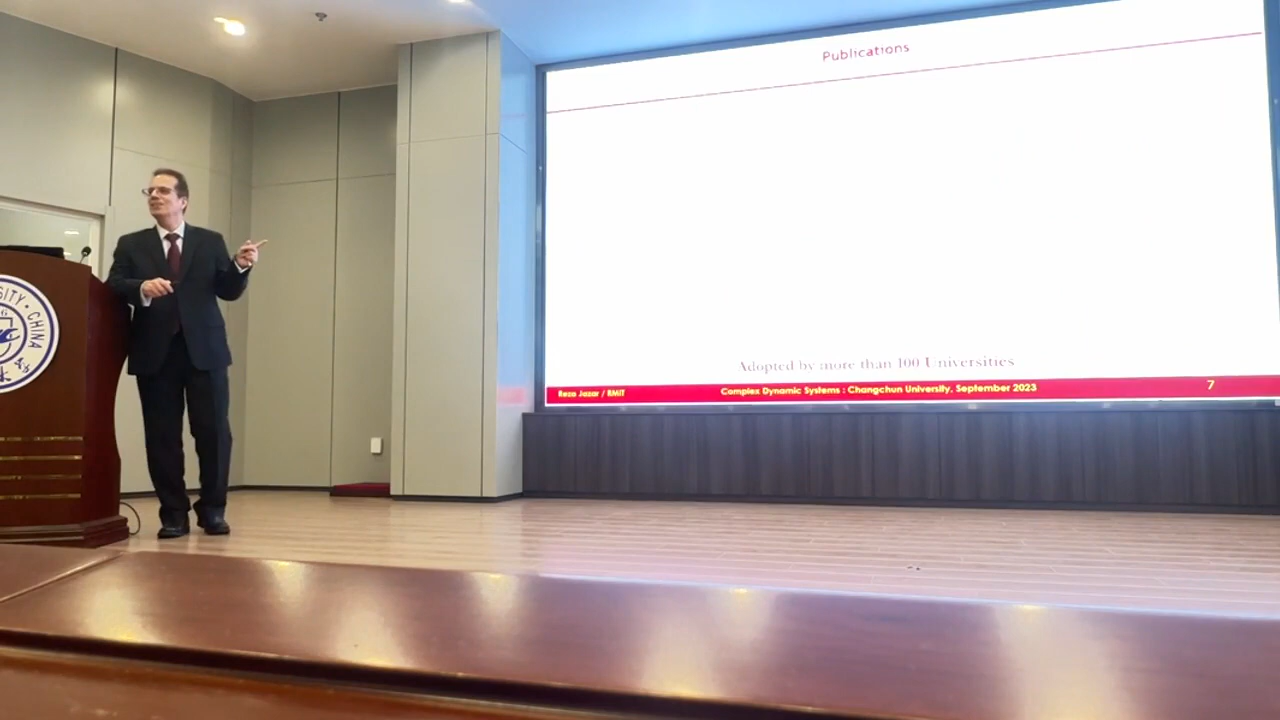 Publications
Adopted by more than 100 Universities
Reza Jazar / RMIT
Complex Dynamic Systems : Changchun University, September 2023
7
SITY · CHINA